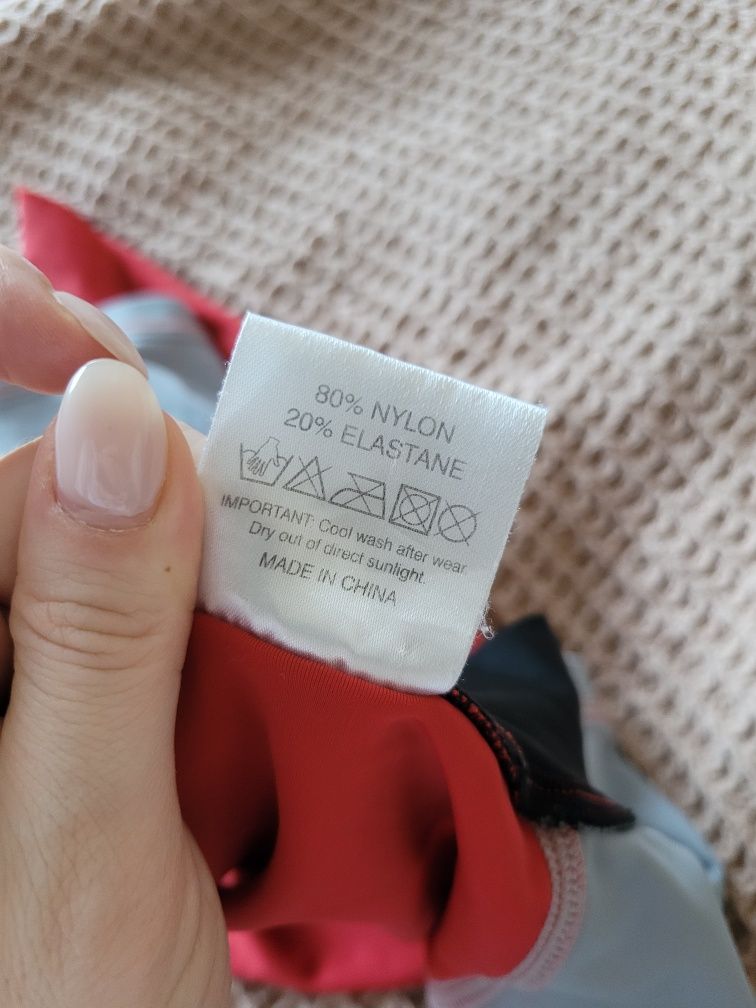 80% NYLON
20% ELASTANE
IMPORTANT: Cool wash after wear.
Dry out of direct sunlight.
MADE IN CHINA